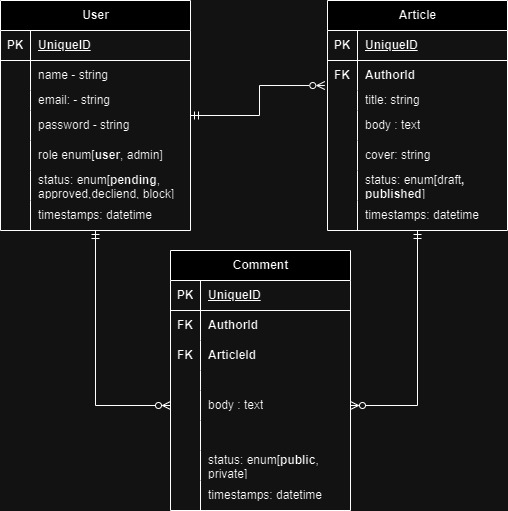 User
PK UniqueID
name - string
email: - string
password - string
role enum[user, admin]
status: enum[pending,
approved,decliend, block]
timestamps: datetime
Article
PK UniqueID
FK AuthorId
title: string
body : text
cover: string
status: enum[draft,
published]
timestamps: datetime
Comment
PK UniqueID
FK AuthorId
FK ArticleId
body : text
status: enum[public,
private]
timestamps: datetime